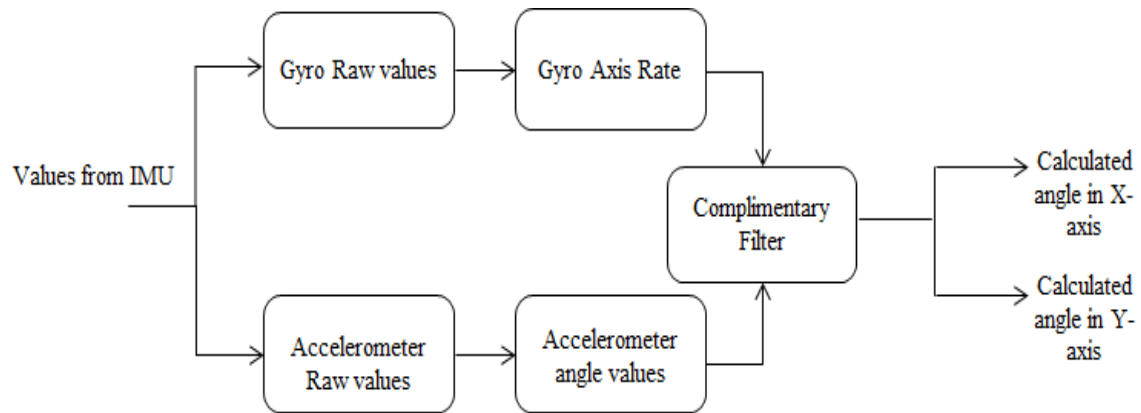 Gyro Raw values
Gyro Axis Rate
Values from IMU
Complimentary
Filter
Calculated
angle in X-
axis
Calculated
angle in Y-
axis
Accelerometer
Raw values
Accelerometer
angle values